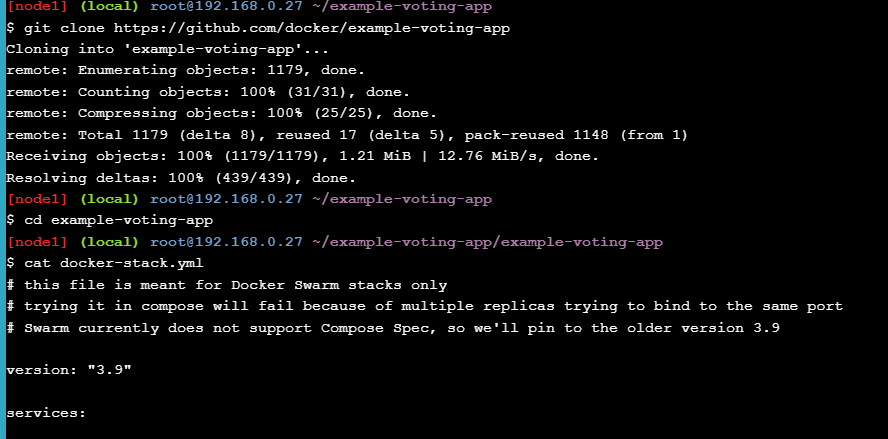 [node1] (local) root@192.168.0.27 ~/example-voting-app
$ git clone https://github.com/docker/example-voting-app
Cloning into 'example-voting-app'...
remote: Enumerating objects: 1179, done.
remote: Counting objects: 100% (31/31), done.
remote: Compressing objects: 100% (25/25), done.
remote: Total 1179 (delta 8), reused 17 (delta 5), pack-reused 1148 (from 1)
Receiving objects: 100% (1179/1179), 1.21 MiB | 12.76 MiB/s, done.
Resolving deltas: 100% (439/439), done.
[node1] (local) root@192.168.0.27 ~/example-voting-app
$ cd example-voting-app
[node1] (local) root@192.168.0.27 ~/example-voting-app/example-voting-app
$ cat docker-stack.yml
# this file is meant for Docker Swarm stacks only
# trying it in compose will fail because of multiple replicas trying to bind to the same port
# Swarm currently does not support Compose Spec, so we'll pin to the older version 3.9
version: "3.9"
services: